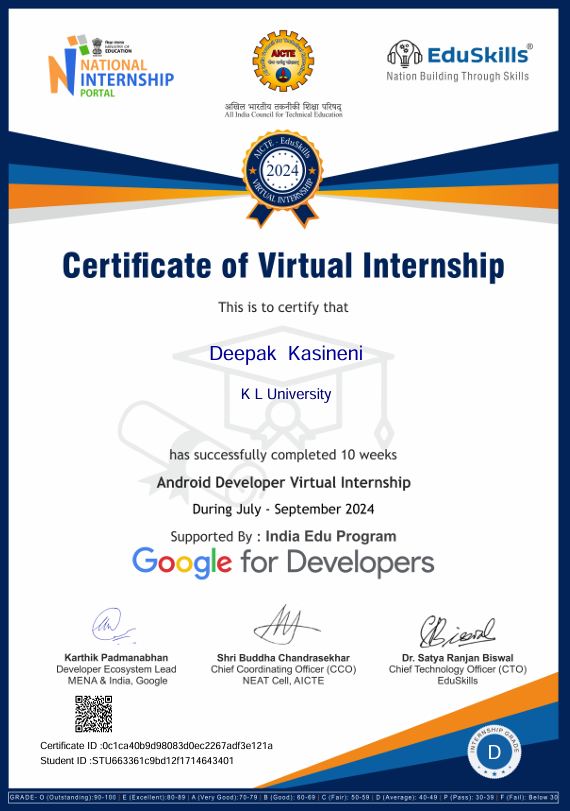 शिक्षा मंत्रालय
MINISTRY OF
EDUCATION
NATIONAL
INTERNSHIP
PORTAL
AICTE
अखिल भारतीय तकनीकी शिक्षा परिषद्
All India Council for Technical Education
EduSkills®
Nation Building Through Skills
AICTE - EduSkills
2024
VIRTUAL INTERNSHIP
Certificate of Virtual Internship
This is to certify that
Deepak Kasineni
K L University
has successfully completed 10 weeks
Android Developer Virtual Internship
During July - September 2024
Supported By : India Edu Program
Google for Developers
Karthik Padmanabhan
Developer Ecosystem Lead
MENA & India, Google
Shri Buddha Chandrasekhar
Chief Coordinating Officer (CCO)
NEAT Cell, AICTE
Dr. Satya Ranjan Biswal
Chief Technology Officer (CTO)
EduSkills
Certificate ID :0c1ca40b9d98083d0ec2267adf3e121a
Student ID :STU663361c9bd12f1714643401
INTERNSHIP GRADE
D
GRADE- O (Outstanding):90-100 | E (Excellent):80-89 | A (Very Good):70-79 | B (Good): 60-69 | C (Fair): 50-59 | D (Average): 40-49 | P (Pass): 30-39 | F (Fail): Below 30